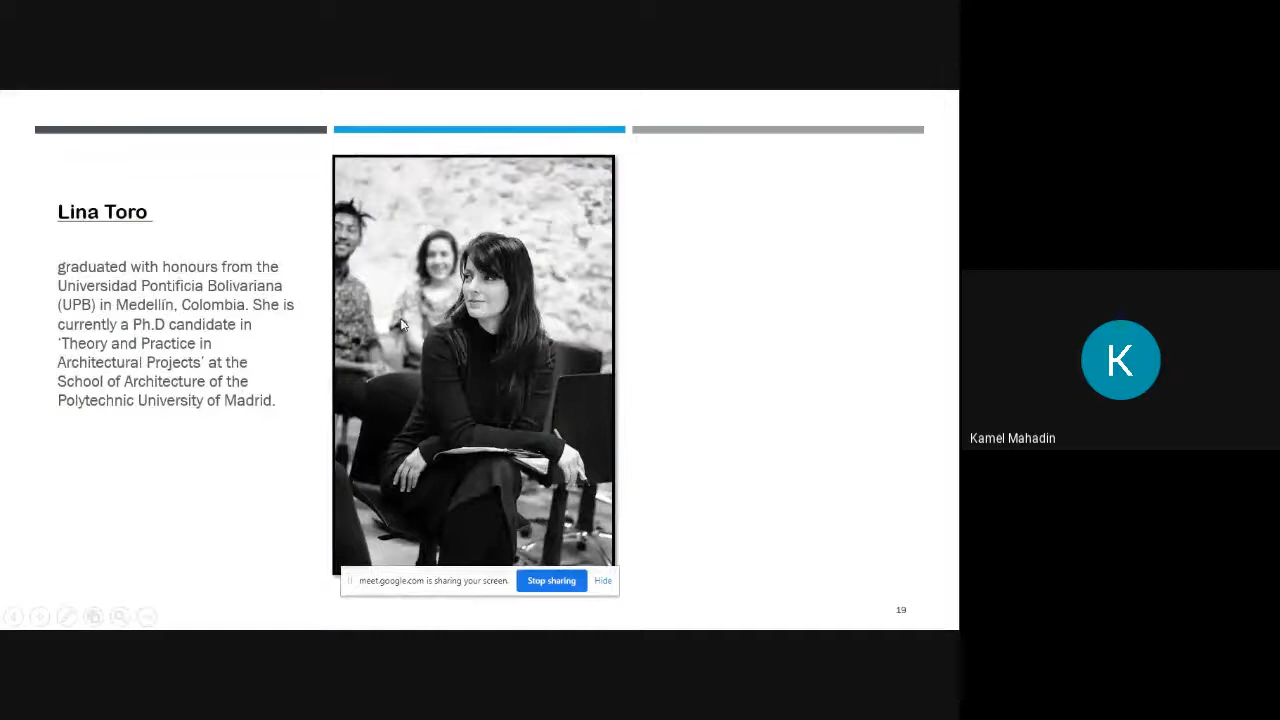 Lina Toro
graduated with honours from the
Universidad Pontificia Bolivariana
(UPB) in Medellín, Colombia. She is
currently a Ph.D candidate in
‘Theory and Practice in
Architectural Projects’ at the
School of Architecture of the
Polytechnic University of Madrid.
meet.google.com is sharing your screen. Stop sharing Hide
19
K
Kamel Mahadin